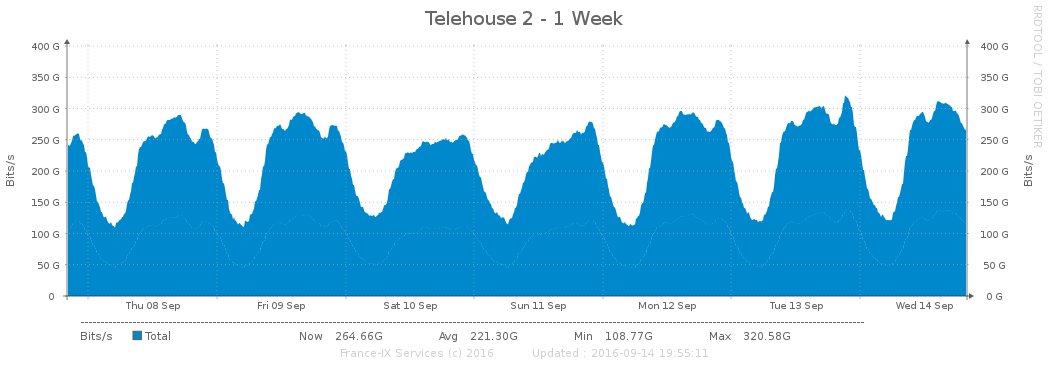 Telehouse 2 - 1 Week
RRDTOOL / TOBI OETIKER
Bits/s
400 G 400 G
350 G 350 G
300 G 300 G
250 G 250 G
200 G 200 G
150 G 150 G
100 G 100 G
50 G 50 G
0 0 G
Bits/s
Thu 08 Sep Fri 09 Sep Sat 10 Sep Sun 11 Sep Mon 12 Sep Tue 13 Sep Wed 14 Sep
Bits/s Total Now 264.66G Avg 221.30G Min 108.77G Max 320.58G
France-IX Services (c) 2016 Updated : 2016-09-14 19:55:11